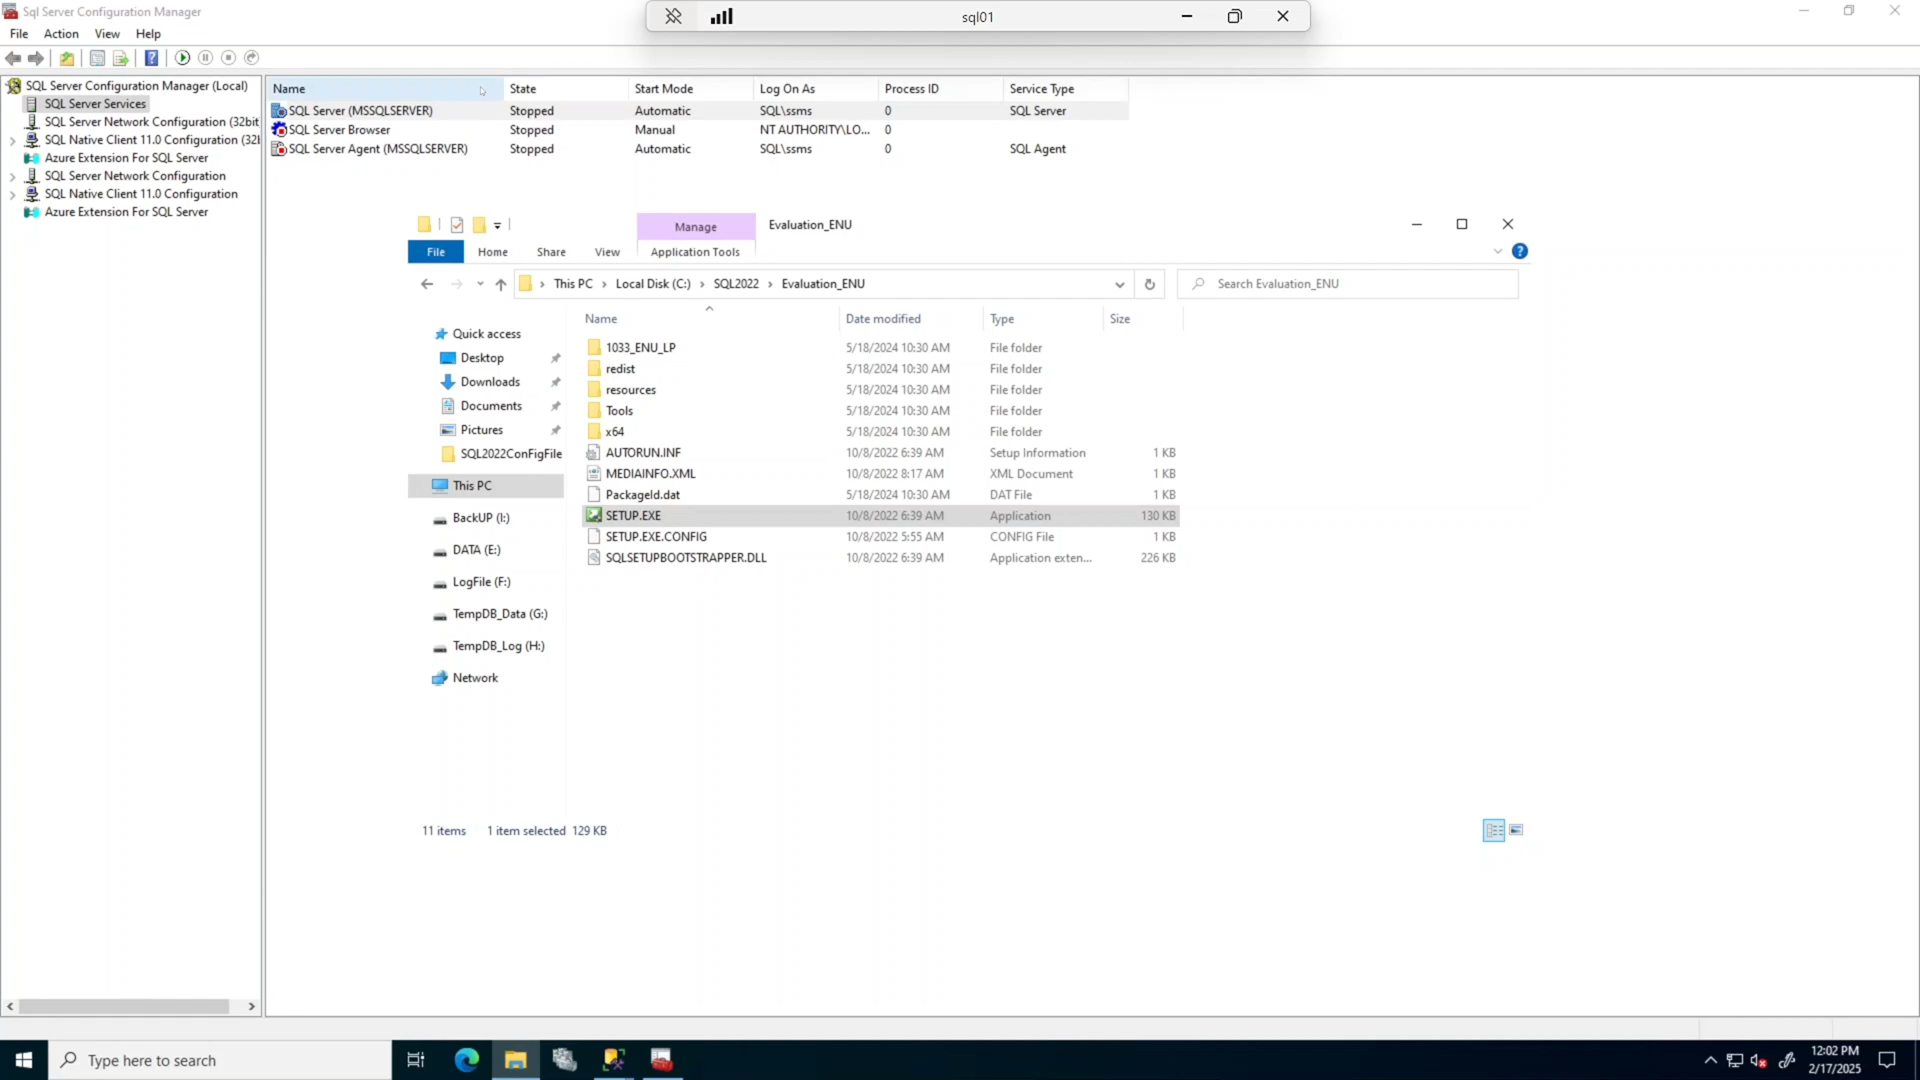 Sql Server Configuration Manager
sql01
File Action View Help
SQL Server Configuration Manager (Local)
SQL Server Services
SQL Server Network Configuration (32bit
SQL Native Client 11.0 Configuration (32
Azure Extension For SQL Server
SQL Server Network Configuration
SQL Native Client 11.0 Configuration
Azure Extension For SQL Server
Name State Start Mode Log On As Process ID Service Type
SQL Server (MSSQLSERVER) Stopped Automatic SQL\ssms 0 SQL Server
SQL Server Browser Stopped Manual NT AUTHORITY\LO... 0
SQL Server Agent (MSSQLSERVER) Stopped Automatic SQL\ssms 0 SQL Agent
Manage Evaluation_ENU
File Home Share View Application Tools
This PC Local Disk (C:) SQL2022 Evaluation_ENU
Search Evaluation_ENU
Quick access
Desktop
Downloads
Documents
Pictures
SQL2022ConFigFile
This PC
BackUP (I:)
DATA (E:)
LogFile (F:)
TempDB_Data (G:)
TempDB_Log (H:)
Network
Name Date modified Type Size
1033_ENU_LP 5/18/2024 10:30 AM File folder
redist 5/18/2024 10:30 AM File folder
resources 5/18/2024 10:30 AM File folder
Tools 5/18/2024 10:30 AM File folder
x64 5/18/2024 10:30 AM File folder
AUTORUN.INF 10/8/2022 6:39 AM Setup Information 1 KB
MEDIAINFO.XML 10/8/2022 8:17 AM XML Document 1 KB
PackageId.dat 5/18/2024 10:30 AM DAT File 1 KB
SETUP.EXE 10/8/2022 6:39 AM Application 130 KB
SETUP.EXE.CONFIG 10/8/2022 5:55 AM CONFIG File 1 KB
SQLSETUPBOOTSTRAPPER.DLL 10/8/2022 6:39 AM Application exten... 226 KB
11 items 1 item selected 129 KB
Type here to search
12:02 PM
2/17/2025